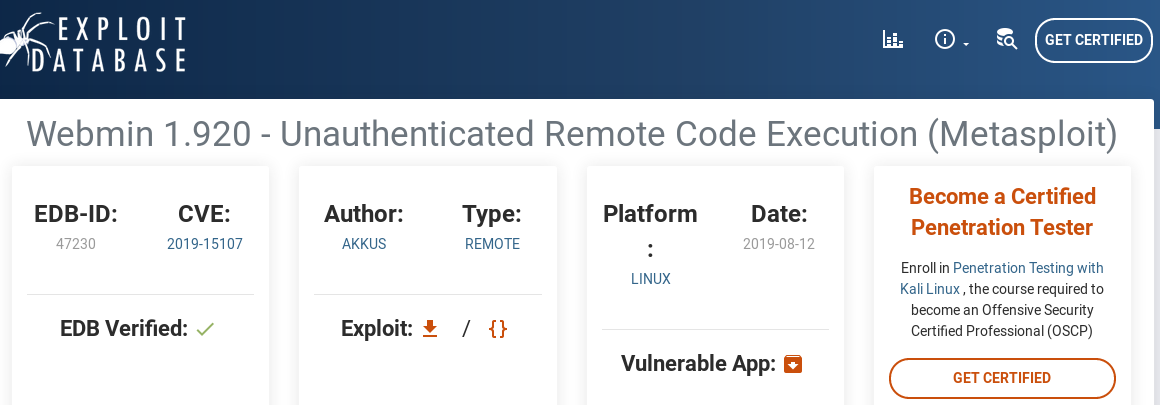 EXPLOIT
DATABASE
GET CERTIFIED
Webmin 1.920 - Unauthenticated Remote Code Execution (Metasploit)
EDB-ID:
47230
CVE:
2019-15107
EDB Verified:
Author:
AKKUS
Type:
REMOTE
Exploit:
/
{}
Platform
:
LINUX
Date:
2019-08-12
Vulnerable App:
Become a Certified
Penetration Tester
Enroll in Penetration Testing with
Kali Linux , the course required to
become an Offensive Security
Certified Professional (OSCP)
GET CERTIFIED